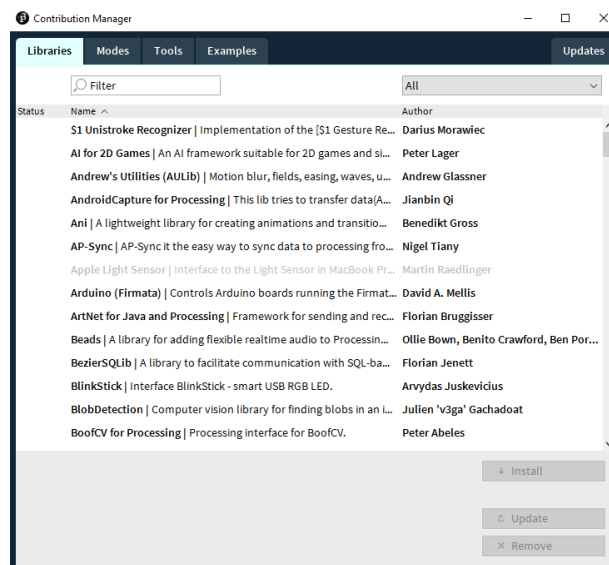 Contribution Manager
Libraries Modes Tools Examples Updates
Filter All
Status Name Author
$1 Unistroke Recognizer | Implementation of the [$1 Gesture Re... Darius Morawiec
AI for 2D Games | An AI framework suitable for 2D games and si... Peter Lager
Andrew's Utilities (AULib) | Motion blur, fields, easing, waves, u... Andrew Glassner
AndroidCapture for Processing | This lib tries to transfer data(A... Jianbin Qi
Ani | A lightweight library for creating animations and transitio... Benedikt Gross
AP-Sync | AP-Sync it the easy way to sync data to processing fro... Nigel Tiany
Apple Light Sensor | Interface to the Light Sensor in MacBook Pr... Martin Raedlinger
Arduino (Firmata) | Controls Arduino boards running the Firmat... David A. Mellis
ArtNet for Java and Processing | Framework for sending and rec... Florian Bruggisser
Beads | A library for adding flexible realtime audio to Processin... Ollie Bown, Benito Crawford, Ben Por...
BezierSQLib | A library to facilitate communication with SQL-ba... Florian Jenett
BlinkStick | Interface BlinkStick - smart USB RGB LED. Arvydas Juskevicius
BlobDetection | Computer vision library for finding blobs in an i... Julien 'v3ga' Gachadoat
BoofCV for Processing | Processing interface for BoofCV. Peter Abeles
Install
Update
Remove